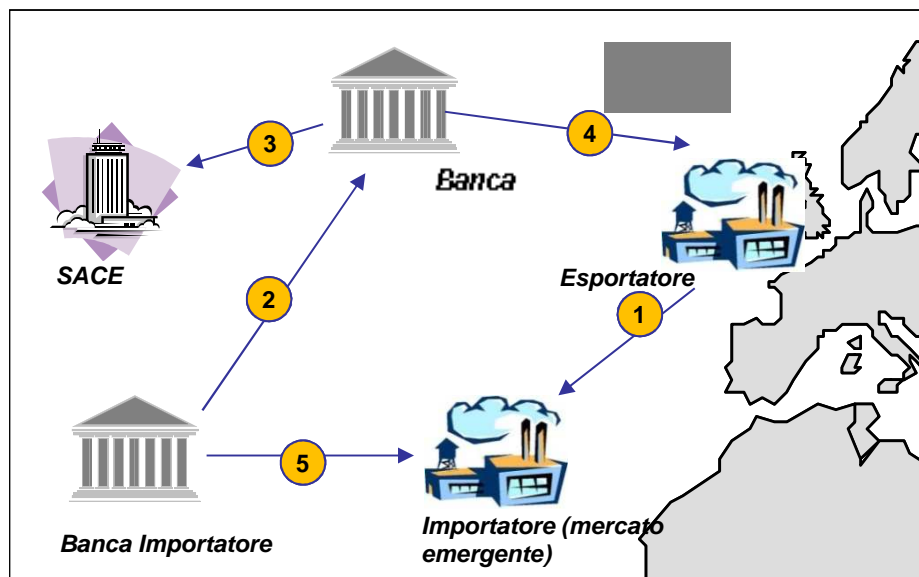 3
4
Banca
SACE
Esportatore
2
1
5
Banca Importatore
Importatore (mercato
emergente)